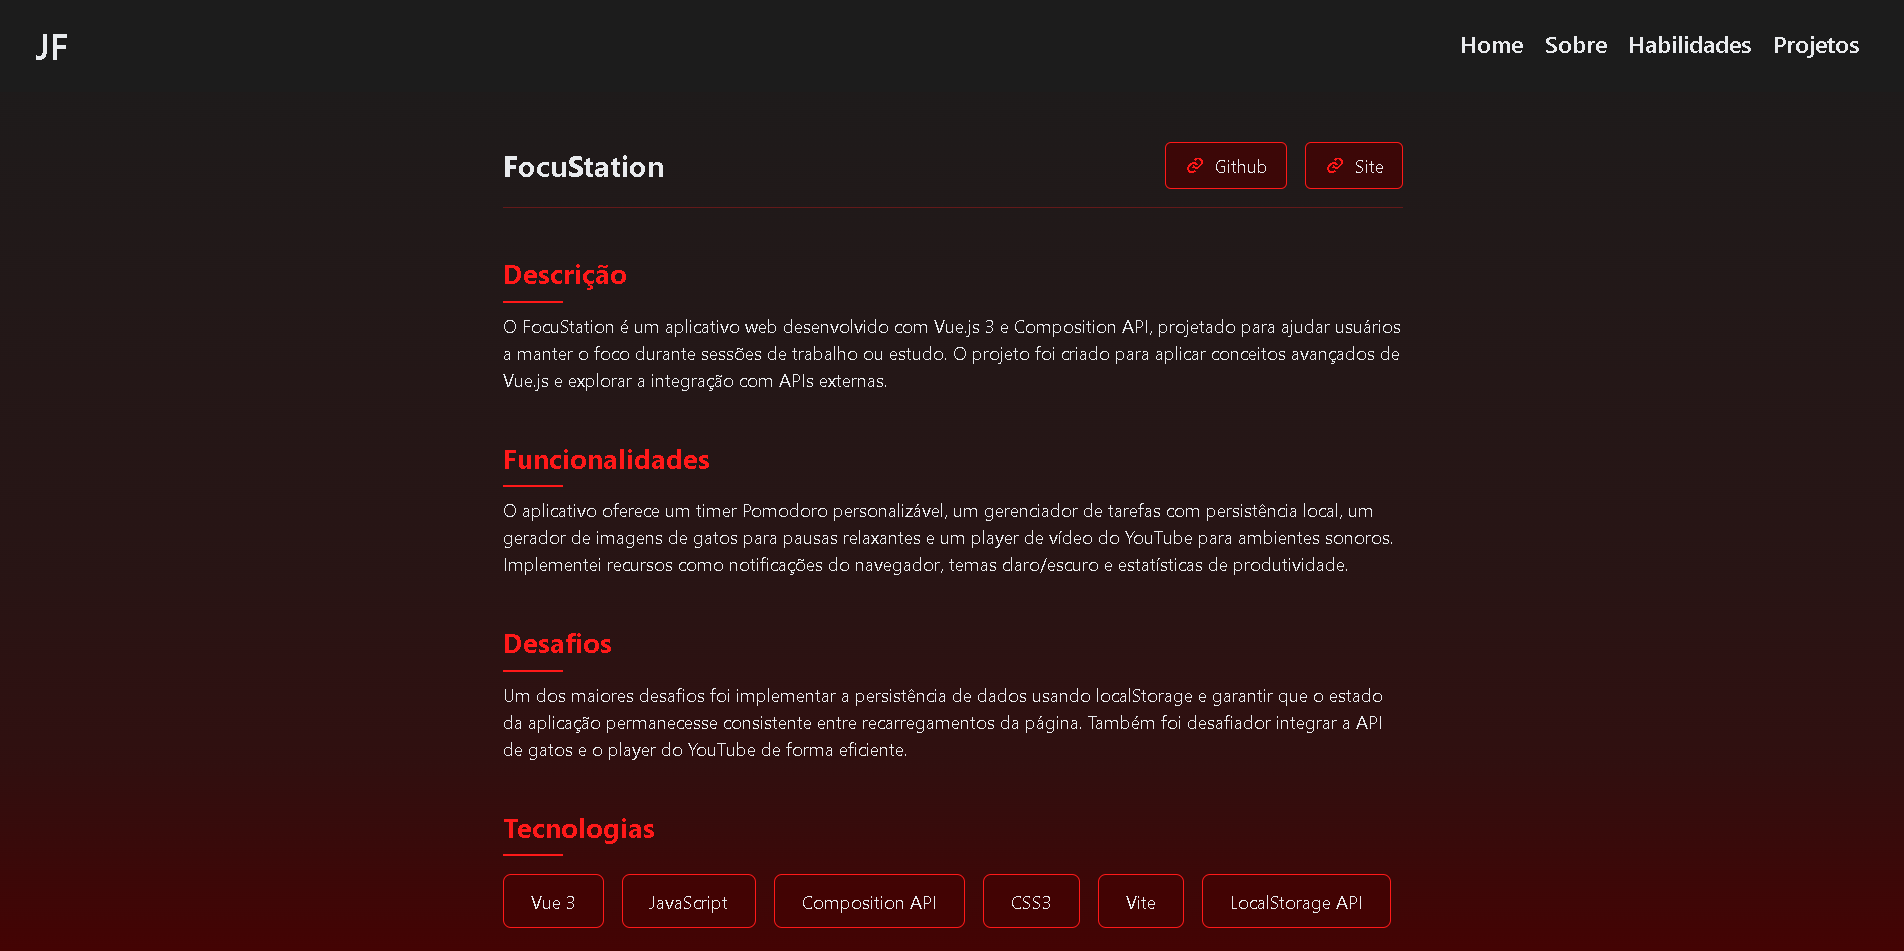 JF
Home Sobre Habilidades Projetos
FocuStation
Github Site
Descrição
O FocuStation é um aplicativo web desenvolvido com Vue.js 3 e Composition API, projetado para ajudar usuários
a manter o foco durante sessões de trabalho ou estudo. O projeto foi criado para aplicar conceitos avançados de
Vue.js e explorar a integração com APIs externas.
Funcionalidades
O aplicativo oferece um timer Pomodoro personalizável, um gerenciador de tarefas com persistência local, um
gerador de imagens de gatos para pausas relaxantes e um player de vídeo do YouTube para ambientes sonoros.
Implementei recursos como notificações do navegador, temas claro/escuro e estatísticas de produtividade.
Desafios
Um dos maiores desafios foi implementar a persistência de dados usando localStorage e garantir que o estado
da aplicação permanecesse consistente entre recarregamentos da página. Também foi desafiador integrar a API
de gatos e o player do YouTube de forma eficiente.
Tecnologias
Vue 3 JavaScript Composition API CSS3 Vite LocalStorage API